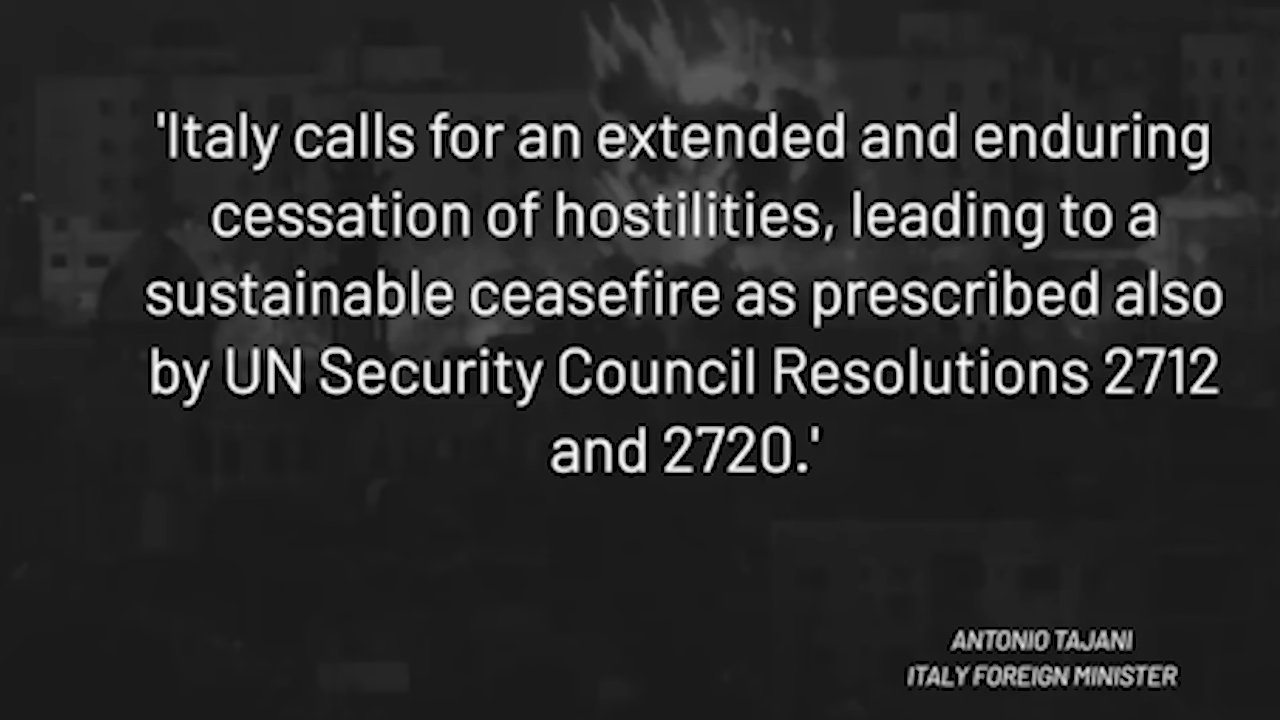 'Italy calls for an extended and enduring
cessation of hostilities, leading to a
sustainable ceasefire as prescribed also
by UN Security Council Resolutions 2712
and 2720.'
ANTONIO TAJANI
ITALY FOREIGN MINISTER